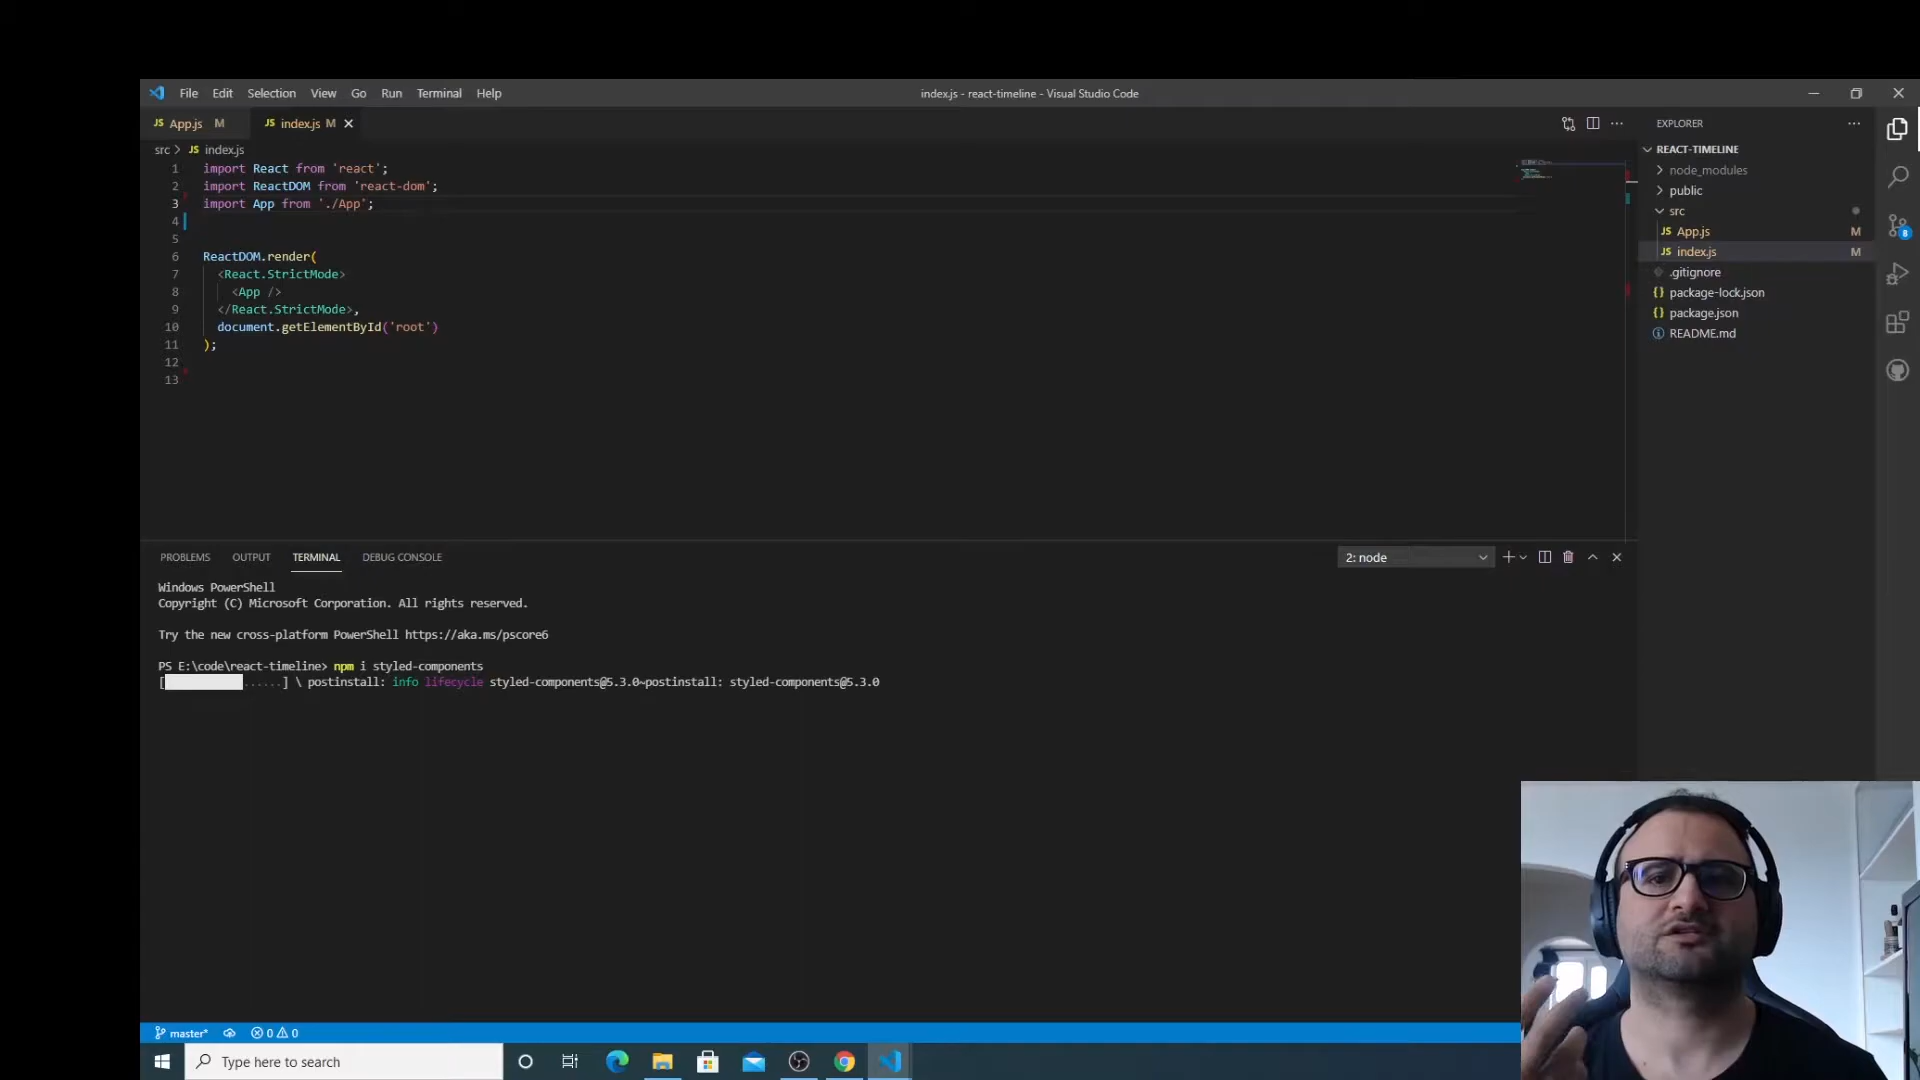 File Edit Selection View Go Run Terminal Help
index.js - react-timeline - Visual Studio Code
JS App.js M
JS index.js M
src > JS index.js
1 import React from 'react';
2 import ReactDOM from 'react-dom';
3 import App from './App';
4
5
6 ReactDOM.render(
7 <React.StrictMode>
8 <App />
9 </React.StrictMode>,
10 document.getElementById('root')
11 );
12
13
EXPLORER
REACT-TIMELINE
node_modules
public
src
JS App.js M
JS index.js M
.gitignore
{} package-lock.json
{} package.json
README.md
8
PROBLEMS OUTPUT TERMINAL DEBUG CONSOLE
2: node
Windows PowerShell
Copyright (C) Microsoft Corporation. All rights reserved.
Try the new cross-platform PowerShell https://aka.ms/pscore6
PS E:\code\react-timeline> npm i styled-components
[ ......] \ postinstall: info lifecycle styled-components@5.3.0~postinstall: styled-components@5.3.0
master* 0 0
Type here to search